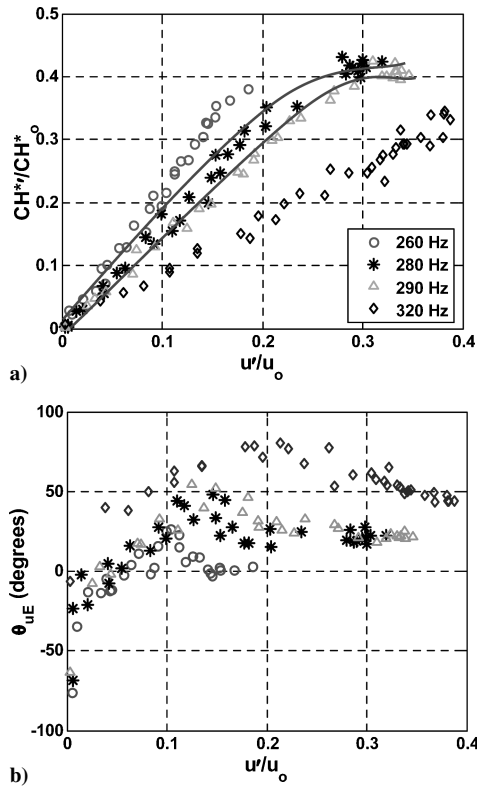 0.5
0.4
0.3
0.2
0.1
0
CH*'/CH*o
260 Hz
280 Hz
290 Hz
320 Hz
0 0.1 0.2 0.3 0.4
u'/uo
a)
100
50
0
-50
-100
θuE (degrees)
0 0.1 0.2 0.3 0.4
u'/uo
b)